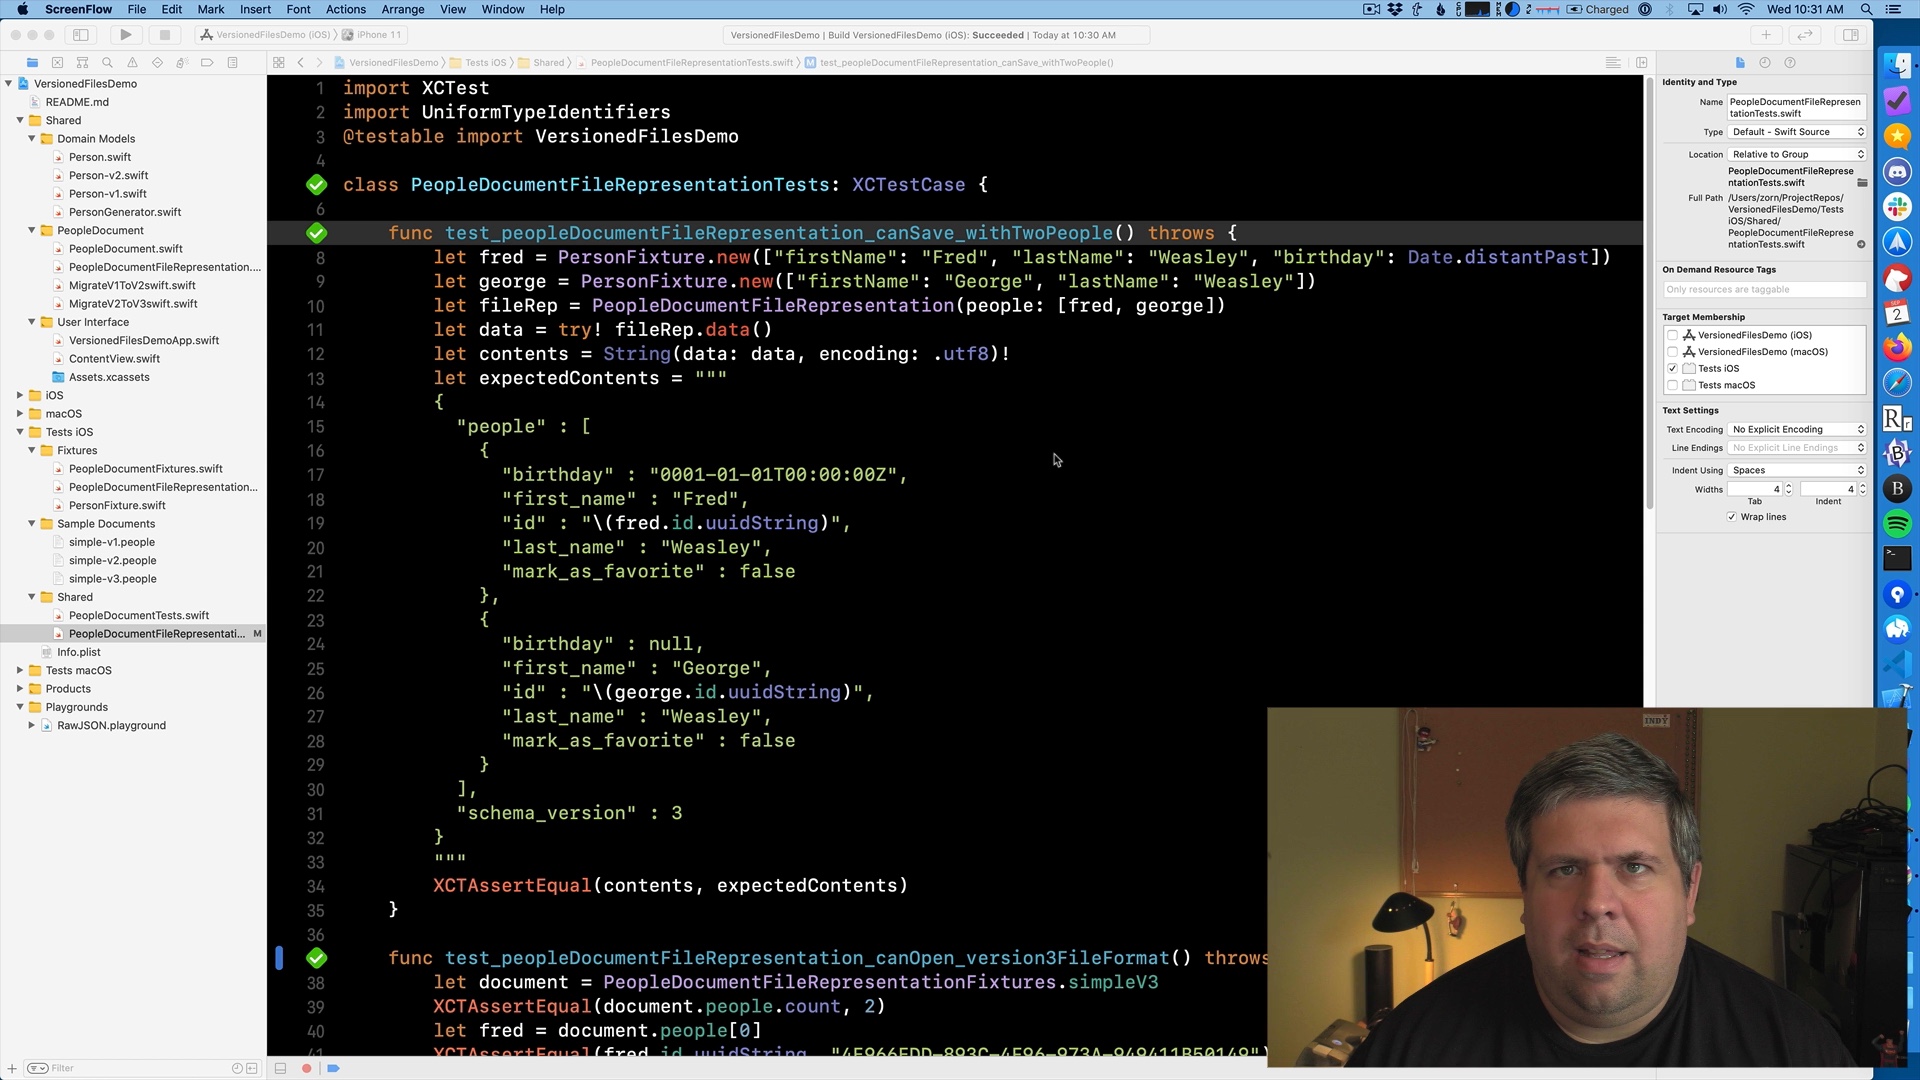 ScreenFlow File Edit Mark Insert Font Actions Arrange View Window Help
Charged Wed 10:31 AM
VersionedFilesDemo (iOS) iPhone 11
VersionedFilesDemo | Build VersionedFilesDemo (iOS): Succeeded | Today at 10:30 AM
VersionedFilesDemo Tests iOS Shared PeopleDocumentFileRepresentationTests.swift test_peopleDocumentFileRepresentation_canSave_withTwoPeople()
VersionedFilesDemo
README.md
Shared
Domain Models
Person.swift
Person-v2.swift
Person-v1.swift
PersonGenerator.swift
PeopleDocument
PeopleDocument.swift
PeopleDocumentFileRepresentation....
MigrateV1ToV2swift.swift
MigrateV2ToV3swift.swift
User Interface
VersionedFilesDemoApp.swift
ContentView.swift
Assets.xcassets
iOS
macOS
Tests iOS
Fixtures
PeopleDocumentFixtures.swift
PeopleDocumentFileRepresentation...
PersonFixture.swift
Sample Documents
simple-v1.people
simple-v2.people
simple-v3.people
Shared
PeopleDocumentTests.swift
PeopleDocumentFileRepresentati... M
Info.plist
Tests macOS
Products
Playgrounds
RawJSON.playground
Filter
1 import XCTest
2 import UniformTypeIdentifiers
3 @testable import VersionedFilesDemo
4
class PeopleDocumentFileRepresentationTests: XCTestCase {
6
func test_peopleDocumentFileRepresentation_canSave_withTwoPeople() throws {
8 let fred = PersonFixture.new(["firstName": "Fred", "lastName": "Weasley", "birthday": Date.distantPast])
9 let george = PersonFixture.new(["firstName": "George", "lastName": "Weasley"])
10 let fileRep = PeopleDocumentFileRepresentation(people: [fred, george])
11 let data = try! fileRep.data()
12 let contents = String(data: data, encoding: .utf8)!
13 let expectedContents = """
14 {
15 "people" : [
16 {
17 "birthday" : "0001-01-01T00:00:00Z",
18 "first_name" : "Fred",
19 "id" : "\(fred.id.uuidString)",
20 "last_name" : "Weasley",
21 "mark_as_favorite" : false
22 },
23 {
24 "birthday" : null,
25 "first_name" : "George",
26 "id" : "\(george.id.uuidString)",
27 "last_name" : "Weasley",
28 "mark_as_favorite" : false
29 }
30 ],
31 "schema_version" : 3
32 }
33 """
34 XCTAssertEqual(contents, expectedContents)
35 }
36
func test_peopleDocumentFileRepresentation_canOpen_version3FileFormat() throws
38 let document = PeopleDocumentFileRepresentationFixtures.simpleV3
39 XCTAssertEqual(document.people.count, 2)
40 let fred = document.people[0]
XCTAssertEqual(fred.id.uuidString,
Identity and Type
Name PeopleDocumentFileRepresen
tationTests.swift
Type Default - Swift Source
Location Relative to Group
PeopleDocumentFileReprese
ntationTests.swift
Full Path /Users/zorn/ProjectRepos/
VersionedFilesDemo/Tests
iOS/Shared/
PeopleDocumentFileReprese
ntationTests.swift
On Demand Resource Tags
Only resources are taggable
Target Membership
VersionedFilesDemo (iOS)
VersionedFilesDemo (macOS)
Tests iOS
Tests macOS
Text Settings
Text Encoding No Explicit Encoding
Line Endings No Explicit Line Endings
Indent Using Spaces
Widths 4 4
Tab Indent
Wrap lines
INDY